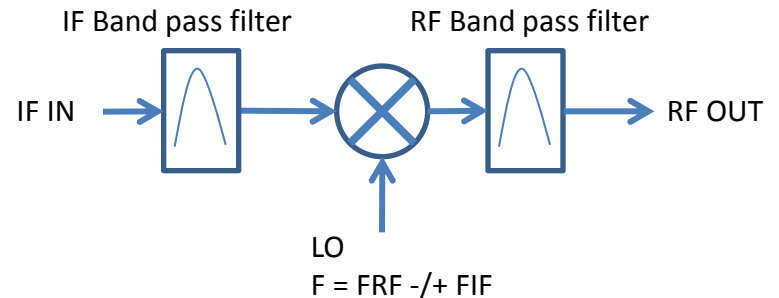 IF Band pass filter
RF Band pass filter
IF IN
RF OUT
LO
F = FRF -/+ FIF